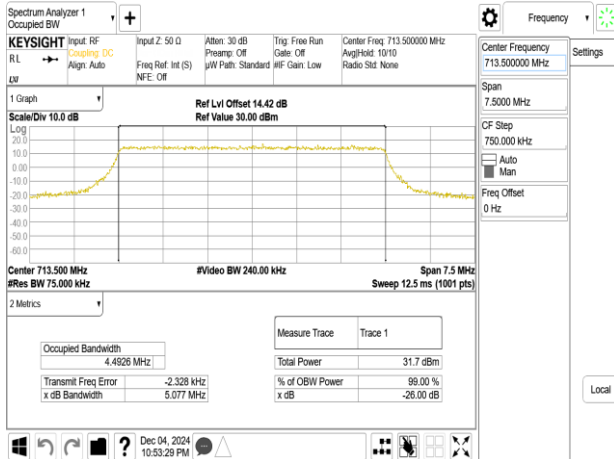 Spectrum Analyzer 1
Occupied BW
Frequency
KEYSIGHT
RL
LXI
Input: RF
Coupling: DC
Align: Auto
Input Z: 50 Ω
Freq Ref: Int (S)
NFE: Off
Atten: 30 dB
Preamp: Off
µW Path: Standard
Trig: Free Run
Gate: Off
#IF Gain: Low
Center Freq: 713.500000 MHz
Avg|Hold: 10/10
Radio Std: None
Center Frequency
713.500000 MHz
Settings
Span
7.5000 MHz
CF Step
750.000 kHz
Auto
Man
Freq Offset
0 Hz
Local
1 Graph
Scale/Div 10.0 dB
Ref Lvl Offset 14.42 dB
Ref Value 30.00 dBm
Log
20.0
10.0
0.00
-10.0
-20.0
-30.0
-40.0
-50.0
-60.0
Center 713.500 MHz
#Video BW 240.00 kHz
Span 7.5 MHz
#Res BW 75.000 kHz
Sweep 12.5 ms (1001 pts)
2 Metrics
Measure Trace Trace 1
Occupied Bandwidth
4.4926 MHz
Total Power 31.7 dBm
Transmit Freq Error -2.328 kHz
% of OBW Power 99.00 %
x dB Bandwidth 5.077 MHz
x dB -26.00 dB
?
Dec 04, 2024
10:53:29 PM